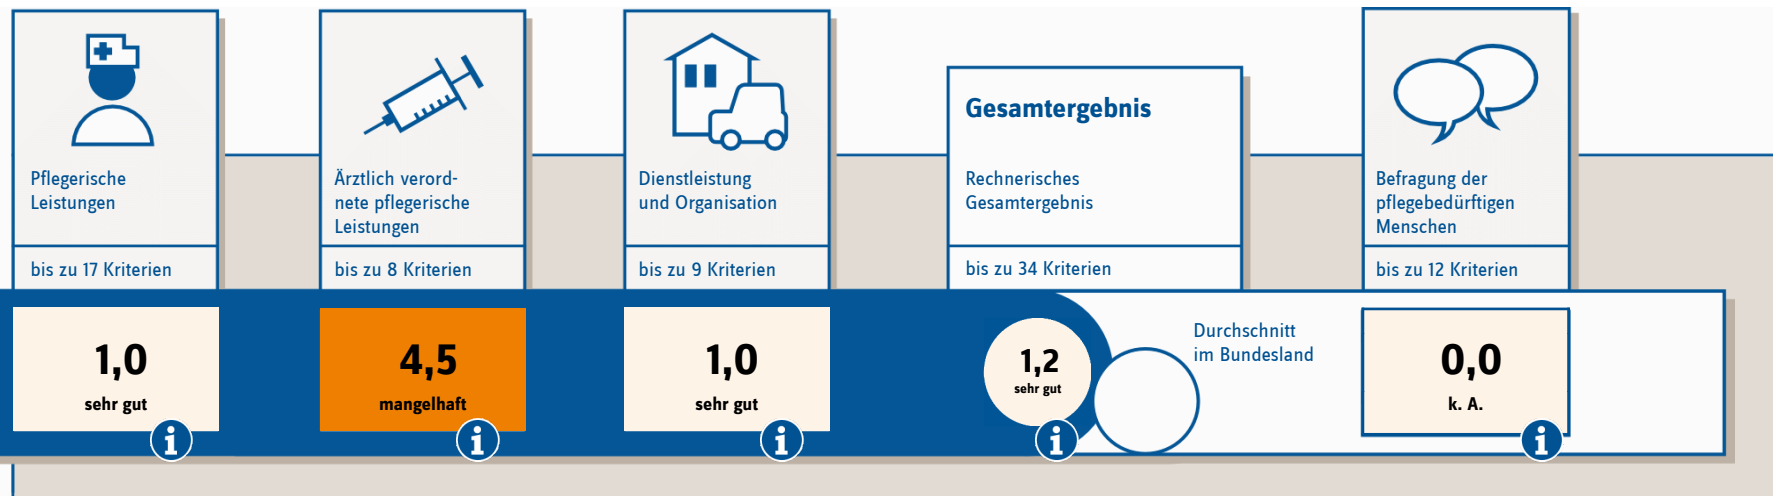 Pflegerische
Leistungen
bis zu 17 Kriterien
1,0
sehr gut
i
Ärztlich verord-
nete pflegerische
Leistungen
bis zu 8 Kriterien
4,5
mangelhaft
i
Dienstleistung
und Organisation
bis zu 9 Kriterien
1,0
sehr gut
i
Gesamtergebnis
Rechnerisches
Gesamtergebnis
bis zu 34 Kriterien
1,2
sehr gut
i
Durchschnitt
im Bundesland
Befragung der
pflegebedürftigen
Menschen
bis zu 12 Kriterien
0,0
k. A.
i